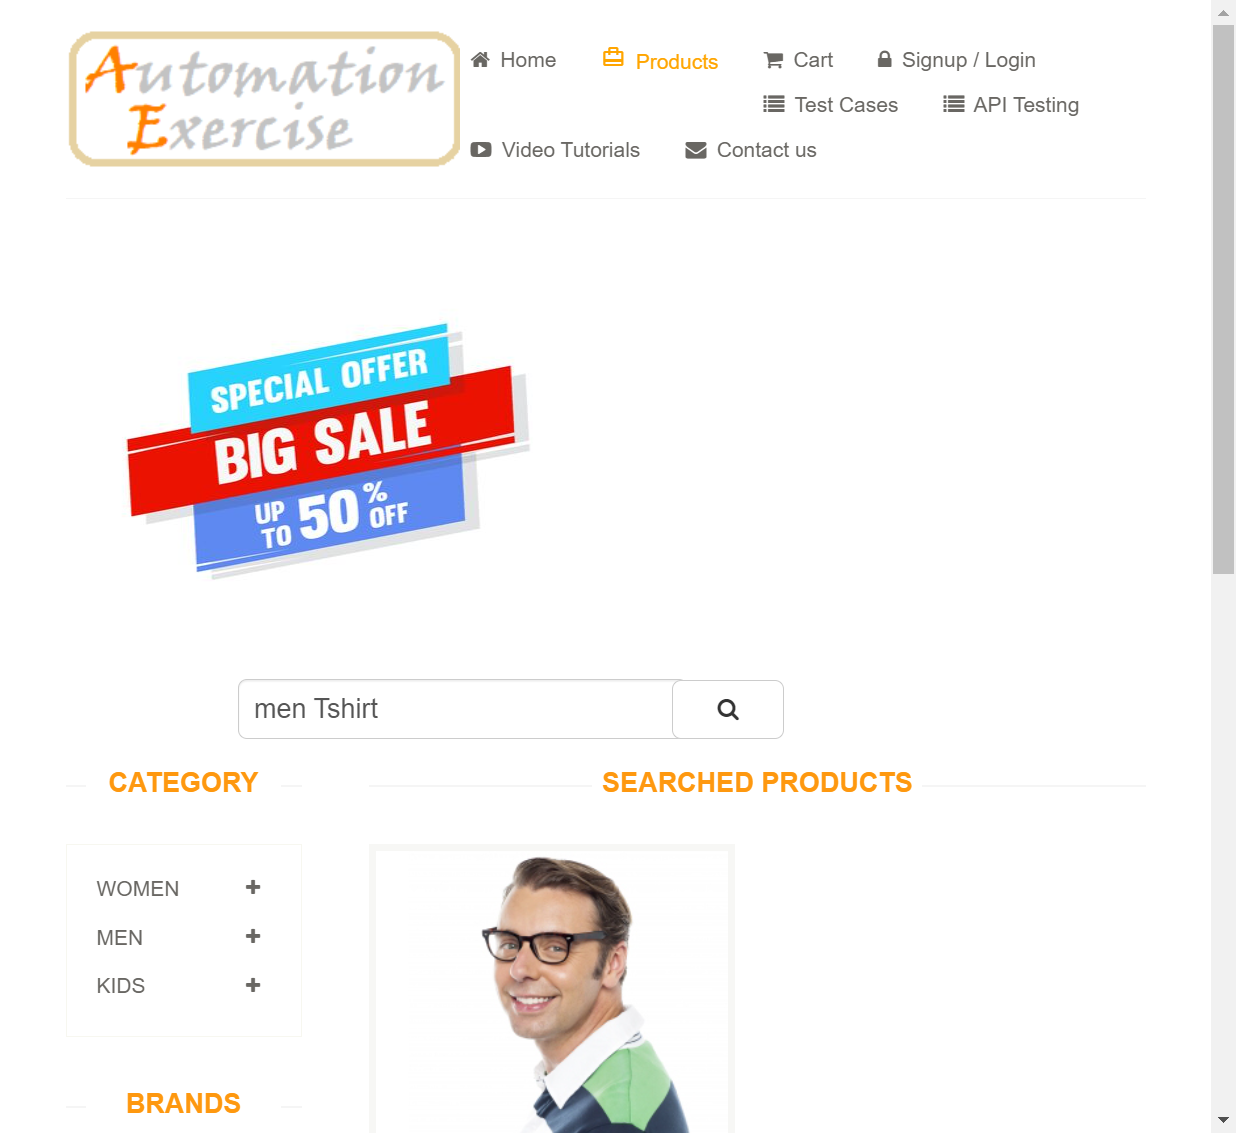 Automation
Exercise
Home
Products
Cart
Signup / Login
Test Cases
API Testing
Video Tutorials
Contact us
SPECIAL OFFER
BIG SALE
UP TO 50% OFF
men Tshirt
CATEGORY
SEARCHED PRODUCTS
WOMEN
MEN
KIDS
BRANDS